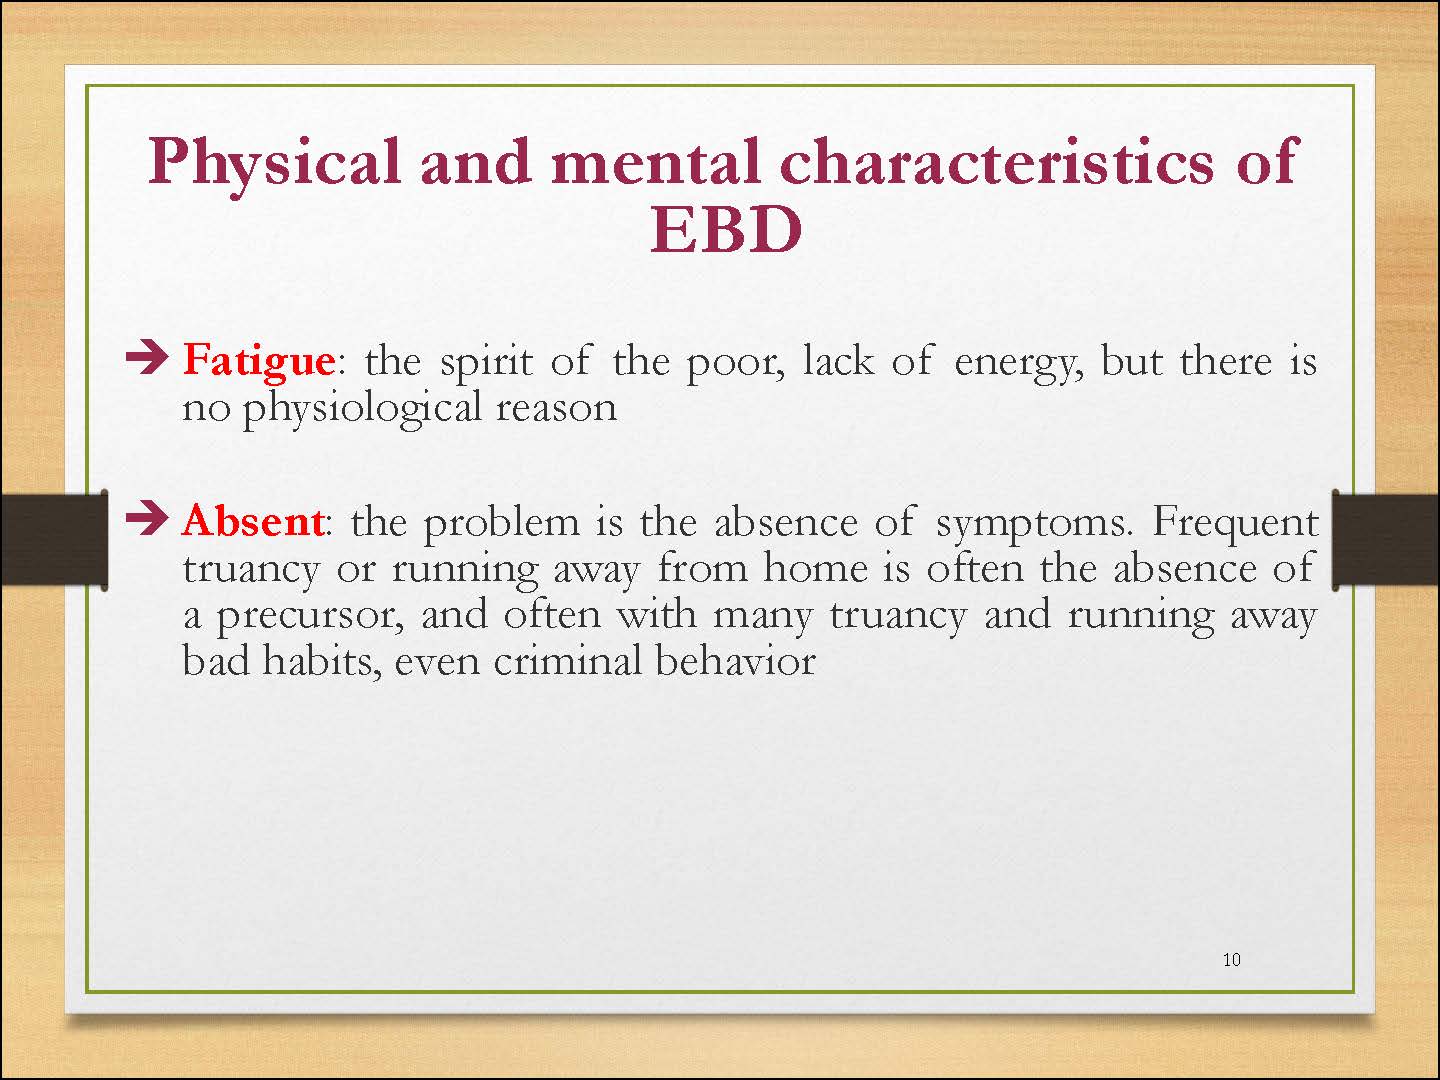 Physical and mental characteristics of
EBD
➔ Fatigue: the spirit of the poor, lack of energy, but there is
no physiological reason
➔ Absent: the problem is the absence of symptoms. Frequent
truancy or running away from home is often the absence of
a precursor, and often with many truancy and running away
bad habits, even criminal behavior
10